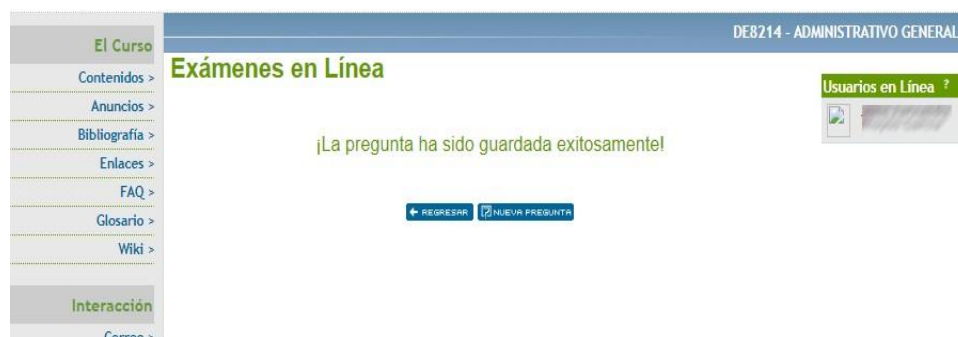 DE8214 - ADMINISTRATIVO GENERAL
El Curso
Contenidos >
Anuncios >
Bibliografía >
Enlaces >
FAQ >
Glosario >
Wiki >
Interacción
Correo >
Exámenes en Línea
¡La pregunta ha sido guardada exitosamente!
REGRESAR NUEVA PREGUNTA
Usuarios en Línea ?